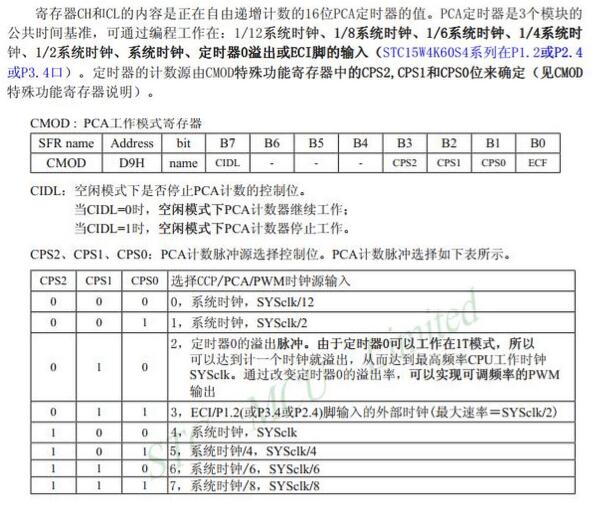 寄存器CH和CL的内容是正在自由递增计数的16位PCA定时器的值。PCA定时器是3个模块的
公共时间基准，可通过编程工作在：1/12系统时钟、1/8系统时钟、1/6系统时钟、1/4系统时
钟、1/2系统时钟、系统时钟、定时器0溢出或ECI脚的输入（STC15W4K60S4系列在P1.2或P2.4
或P3.4口）。定时器的计数源由CMOD特殊功能寄存器中的CPS2,CPS1和CPS0位来确定（见CMOD
特殊功能寄存器说明）。
CMOD : PCA工作模式寄存器
SFR name Address bit B7 B6 B5 B4 B3 B2 B1 B0
CMOD D9H name CIDL - - - CPS2 CPS1 CPS0 ECF
CIDL: 空闲模式下是否停止PCA计数的控制位。
当CIDL=0时，空闲模式下PCA计数器继续工作；
当CIDL=1时，空闲模式下PCA计数器停止工作。
CPS2、CPS1、CPS0: PCA计数脉冲源选择控制位。PCA计数脉冲选择如下表所示。
CPS2 CPS1 CPS0 选择CCP/PCA/PWM时钟源输入
0 0 0 0，系统时钟，SYSclk/12
0 0 1 1，系统时钟，SYSclk/2
0 1 0 2，定时器0的溢出脉冲。由于定时器0可以工作在1T模式，所以
可以达到计一个时钟就溢出，从而达到最高频率CPU工作时钟
SYSclk。通过改变定时器0的溢出率，可以实现可调频率的PWM
输出
0 1 1 3，ECI/P1.2(或P3.4或P2.4)脚输入的外部时钟(最大速率＝SYSclk/2)
1 0 0 4，系统时钟，SYSclk
1 0 1 5，系统时钟/4，SYSclk/4
1 1 0 6，系统时钟/6，SYSclk/6
1 1 1 7，系统时钟/8，SYSclk/8
STC MCU Limited